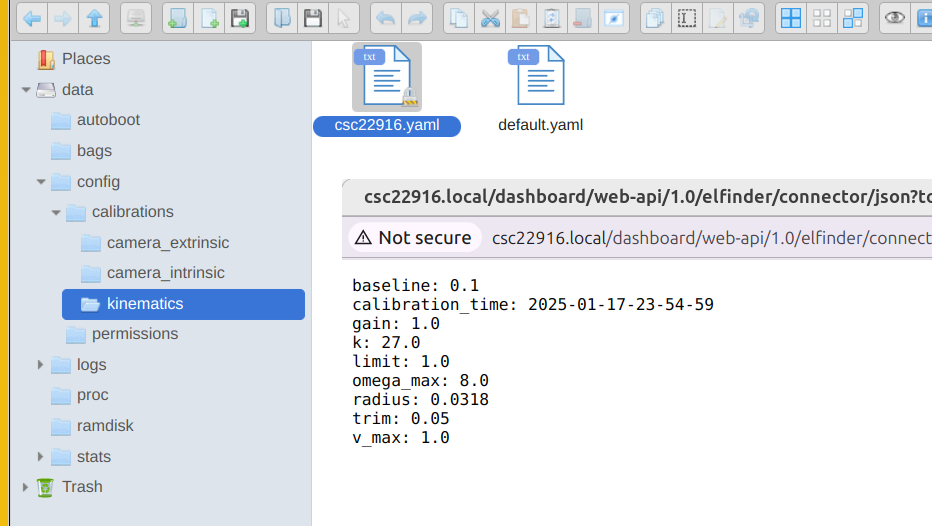 Places
data
autoboot
bags
config
calibrations
camera_extrinsic
camera_intrinsic
kinematics
permissions
logs
proc
ramdisk
stats
Trash
txt
csc22916.yaml
txt
default.yaml
csc22916.local/dashboard/web-api/1.0/elfinder/connector/json?
Not secure csc22916.local/dashboard/web-api/1.0/elfinder/connect
baseline: 0.1
calibration_time: 2025-01-17-23-54-59
gain: 1.0
k: 27.0
limit: 1.0
omega_max: 8.0
radius: 0.0318
trim: 0.05
v_max: 1.0